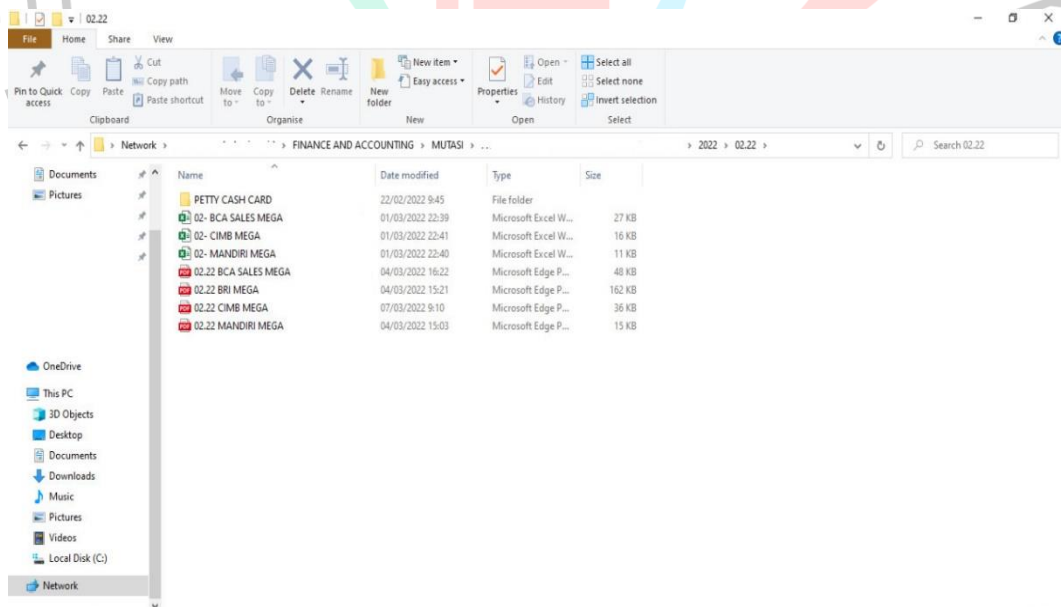 02.22
File Home Share View
Pin to Quick access
Copy
Paste
Cut
Copy path
Paste shortcut
Clipboard
Move to
Copy to
Delete
Rename
Organise
New folder
New item
Easy access
New
Properties
Open
Edit
History
Open
Select all
Select none
Invert selection
Select
Network > FINANCE AND ACCOUNTING > MUTASI > ... > 2022 > 02.22 >
Search 02.22
Documents
Pictures
OneDrive
This PC
3D Objects
Desktop
Documents
Downloads
Music
Pictures
Videos
Local Disk (C:)
Network
Name Date modified Type Size
PETTY CASH CARD 22/02/2022 9:45 File folder
02- BCA SALES MEGA 01/03/2022 22:39 Microsoft Excel W... 27 KB
02- CIMB MEGA 01/03/2022 22:41 Microsoft Excel W... 16 KB
02- MANDIRI MEGA 01/03/2022 22:40 Microsoft Excel W... 11 KB
PDF 02.22 BCA SALES MEGA 04/03/2022 16:22 Microsoft Edge P... 48 KB
PDF 02.22 BRI MEGA 04/03/2022 15:21 Microsoft Edge P... 162 KB
PDF 02.22 CIMB MEGA 07/03/2022 9:10 Microsoft Edge P... 36 KB
PDF 02.22 MANDIRI MEGA 04/03/2022 15:03 Microsoft Edge P... 15 KB